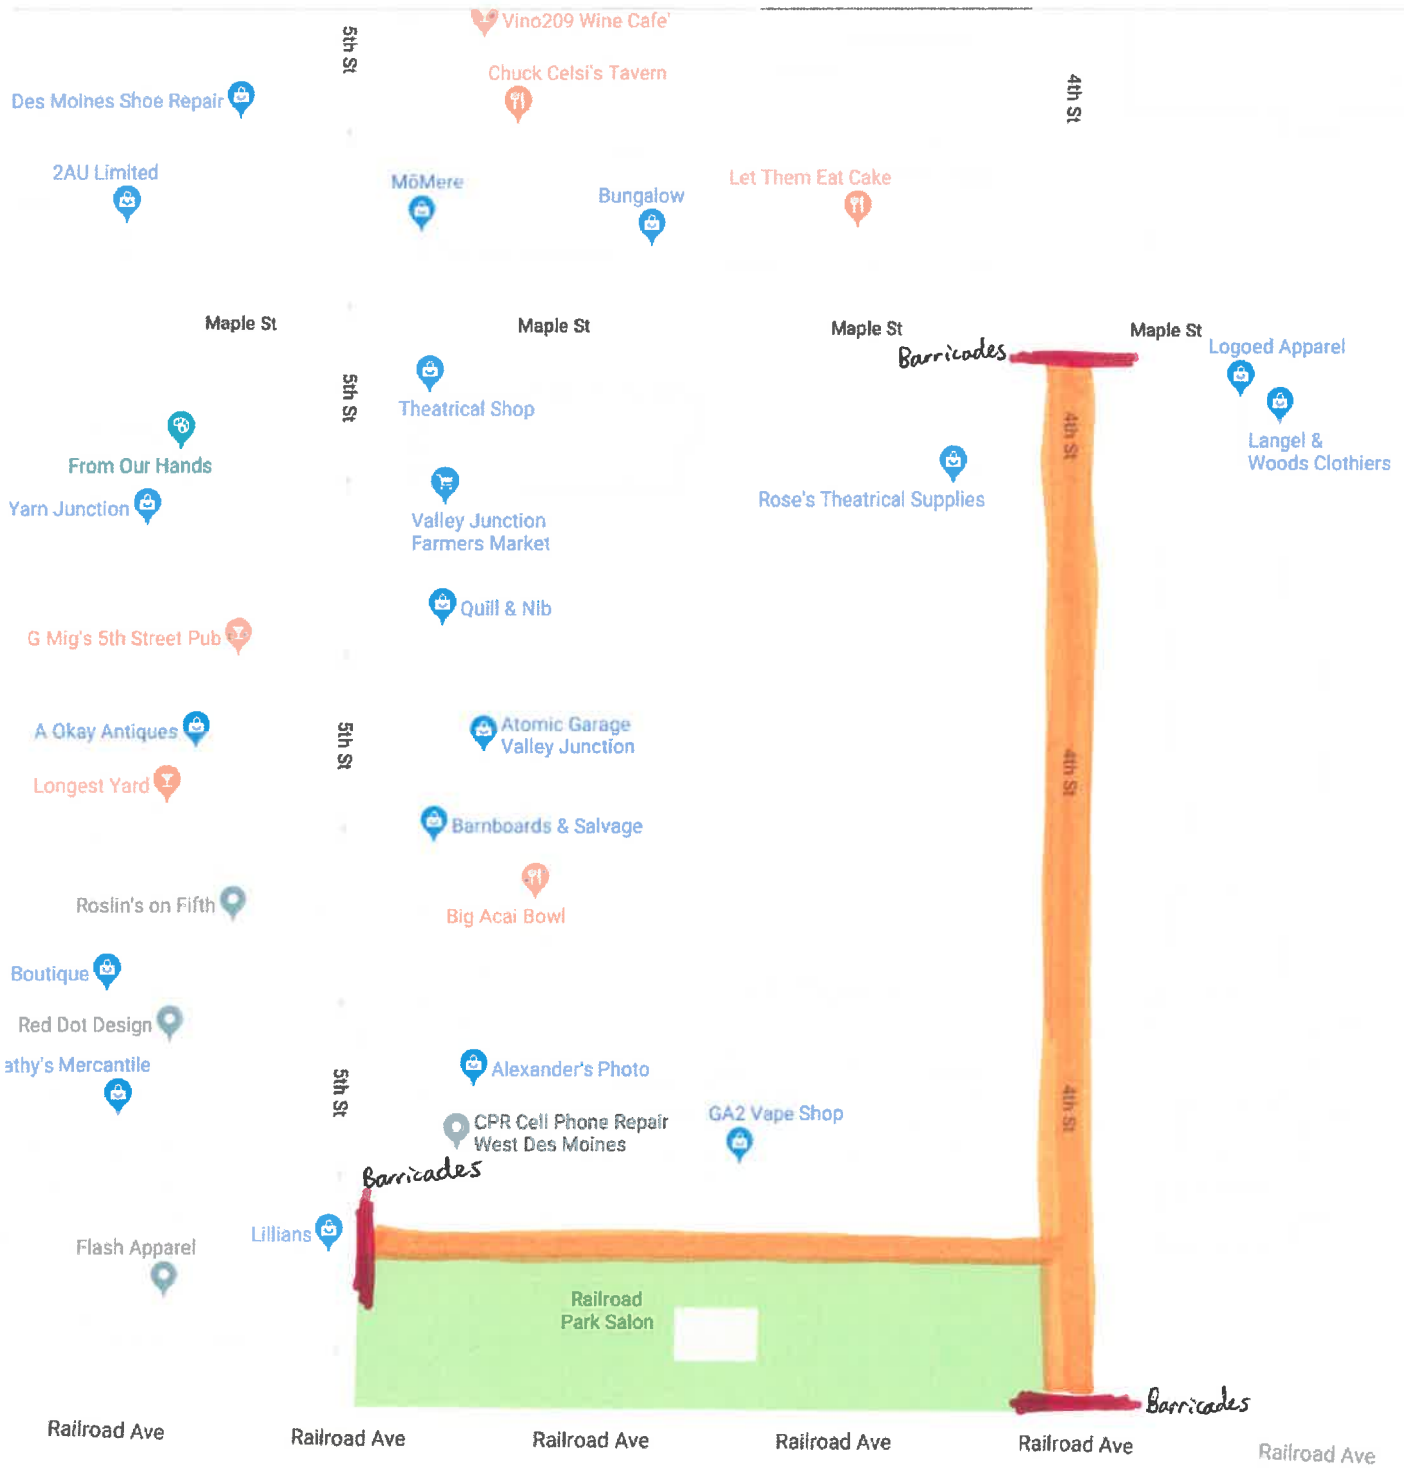 Vino209 Wine Cafe'
5th St
Chuck Celsi's Tavern
4th St
Des Moines Shoe Repair
2AU Limited
MōMere
Bungalow
Let Them Eat Cake
Maple St
Maple St
Maple St
Maple St
Barricades
Logoed Apparel
Theatrical Shop
5th St
4th St
Langel &
Woods Clothiers
From Our Hands
Yarn Junction
Rose's Theatrical Supplies
Valley Junction
Farmers Market
Quill & Nib
G Mig's 5th Street Pub
A Okay Antiques
5th St
Atomic Garage
Valley Junction
4th St
Longest Yard
Barnboards & Salvage
Roslin's on Fifth
Big Acai Bowl
Boutique
Red Dot Design
athy's Mercantile
5th St
Alexander's Photo
4th St
CPR Cell Phone Repair
West Des Moines
GA2 Vape Shop
Barricades
Lillians
Flash Apparel
Railroad
Park Salon
Barricades
Railroad Ave
Railroad Ave
Railroad Ave
Railroad Ave
Railroad Ave
Railroad Ave